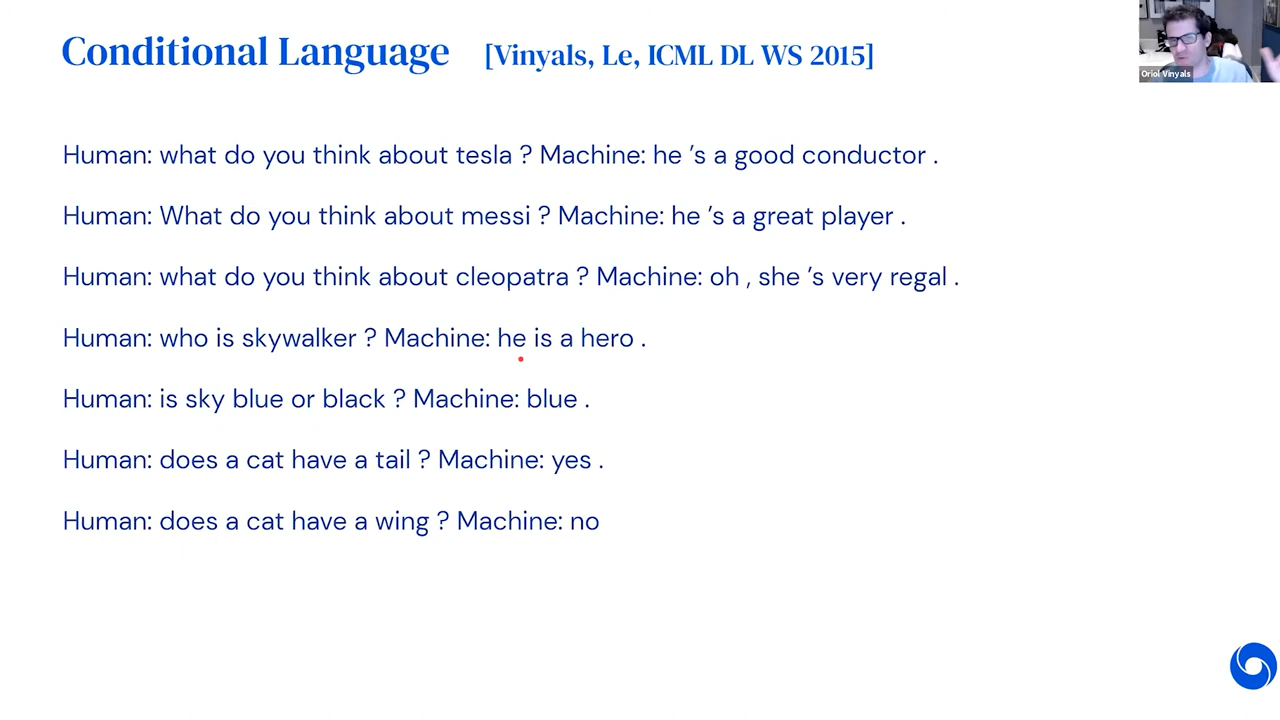 Conditional Language [Vinyals, Le, ICML DL WS 2015]
Oriol Vinyals
Human: what do you think about tesla ? Machine: he ’s a good conductor .
Human: What do you think about messi ? Machine: he ’s a great player .
Human: what do you think about cleopatra ? Machine: oh , she ’s very regal .
Human: who is skywalker ? Machine: he is a hero .
Human: is sky blue or black ? Machine: blue .
Human: does a cat have a tail ? Machine: yes .
Human: does a cat have a wing ? Machine: no